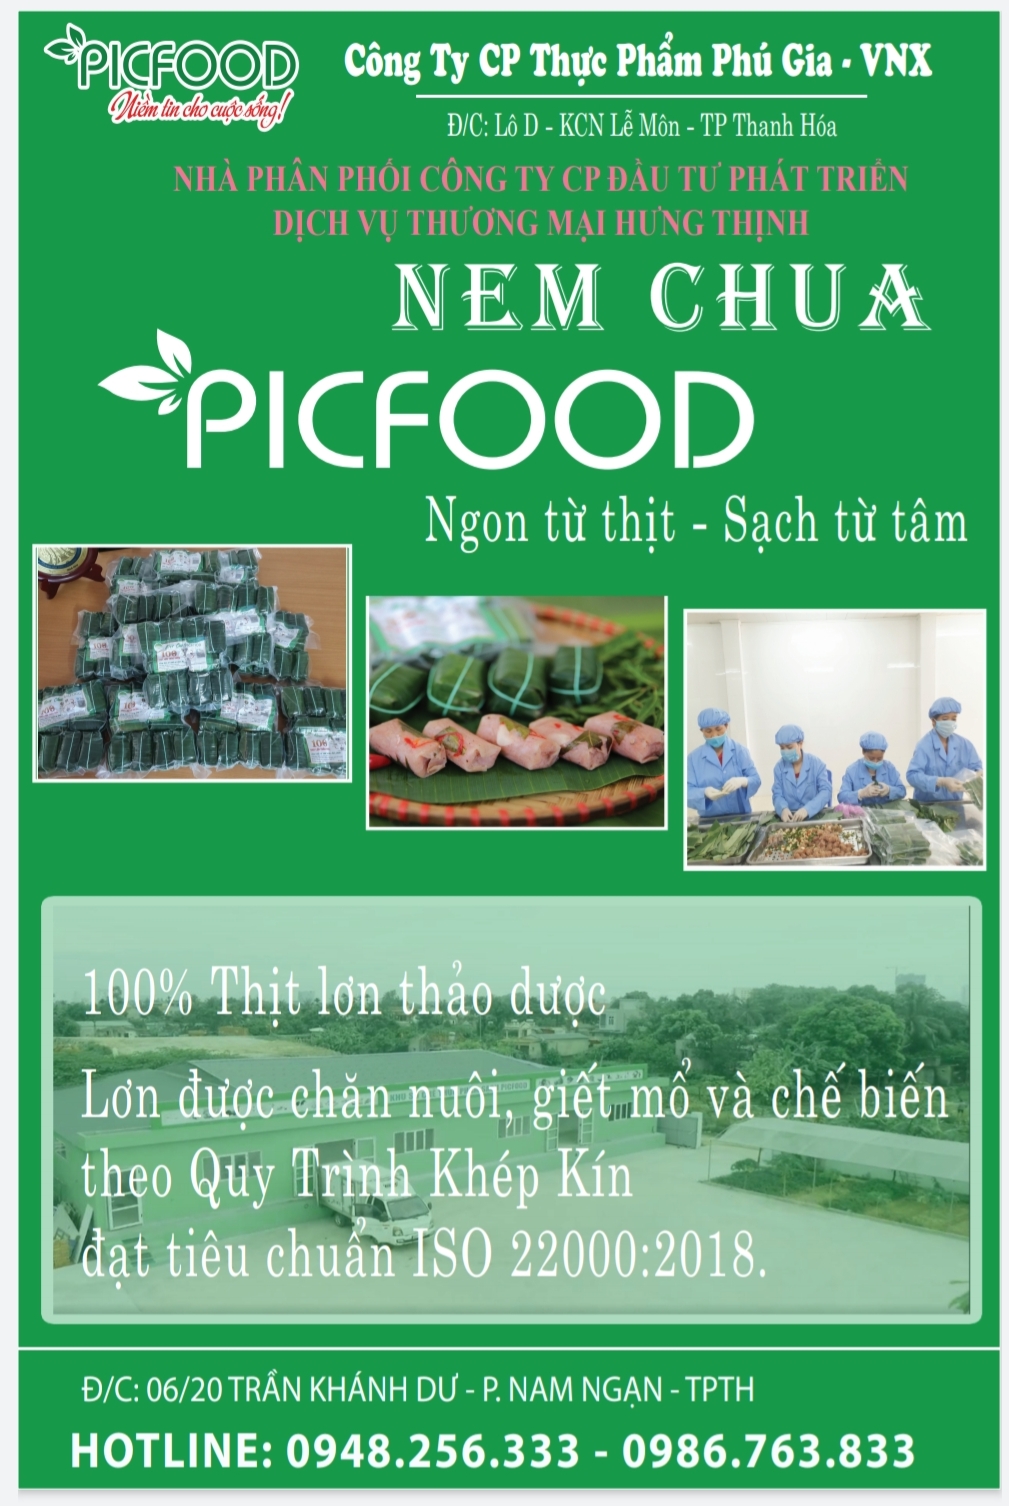 PICFOOD
Niềm tin cho cuộc sống!
Công Ty CP Thực Phẩm Phú Gia - VNX
Đ/C: Lô D - KCN Lễ Môn - TP Thanh Hóa
NHÀ PHÂN PHỐI CÔNG TY CP ĐẦU TƯ PHÁT TRIỂN
DỊCH VỤ THƯƠNG MẠI HƯNG THỊNH
NEM CHUA
PICFOOD
Ngon từ thịt - Sạch từ tâm
100% Thịt lợn thảo dược
Lợn được chăn nuôi, giết mổ và chế biến
theo Quy Trình Khép Kín
đạt tiêu chuẩn ISO 22000:2018.
Đ/C: 06/20 TRẦN KHÁNH DƯ - P. NAM NGẠN - TPTH
HOTLINE: 0948.256.333 - 0986.763.833